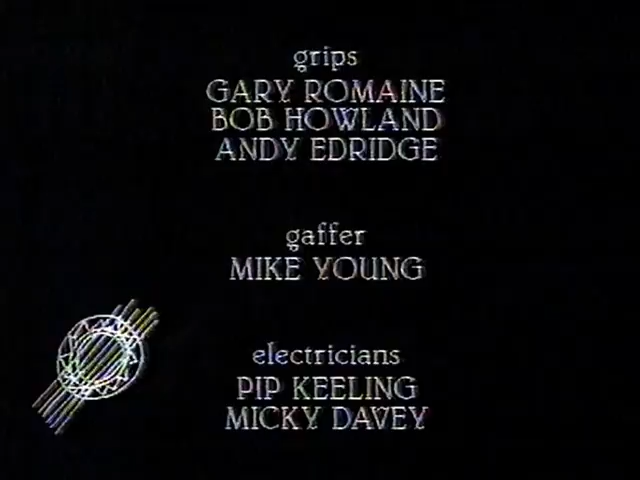 grips
GARY ROMAINE
BOB HOWLAND
ANDY EDRIDGE
gaffer
MIKE YOUNG
electricians
PIP KEELING
MICKY DAVEY